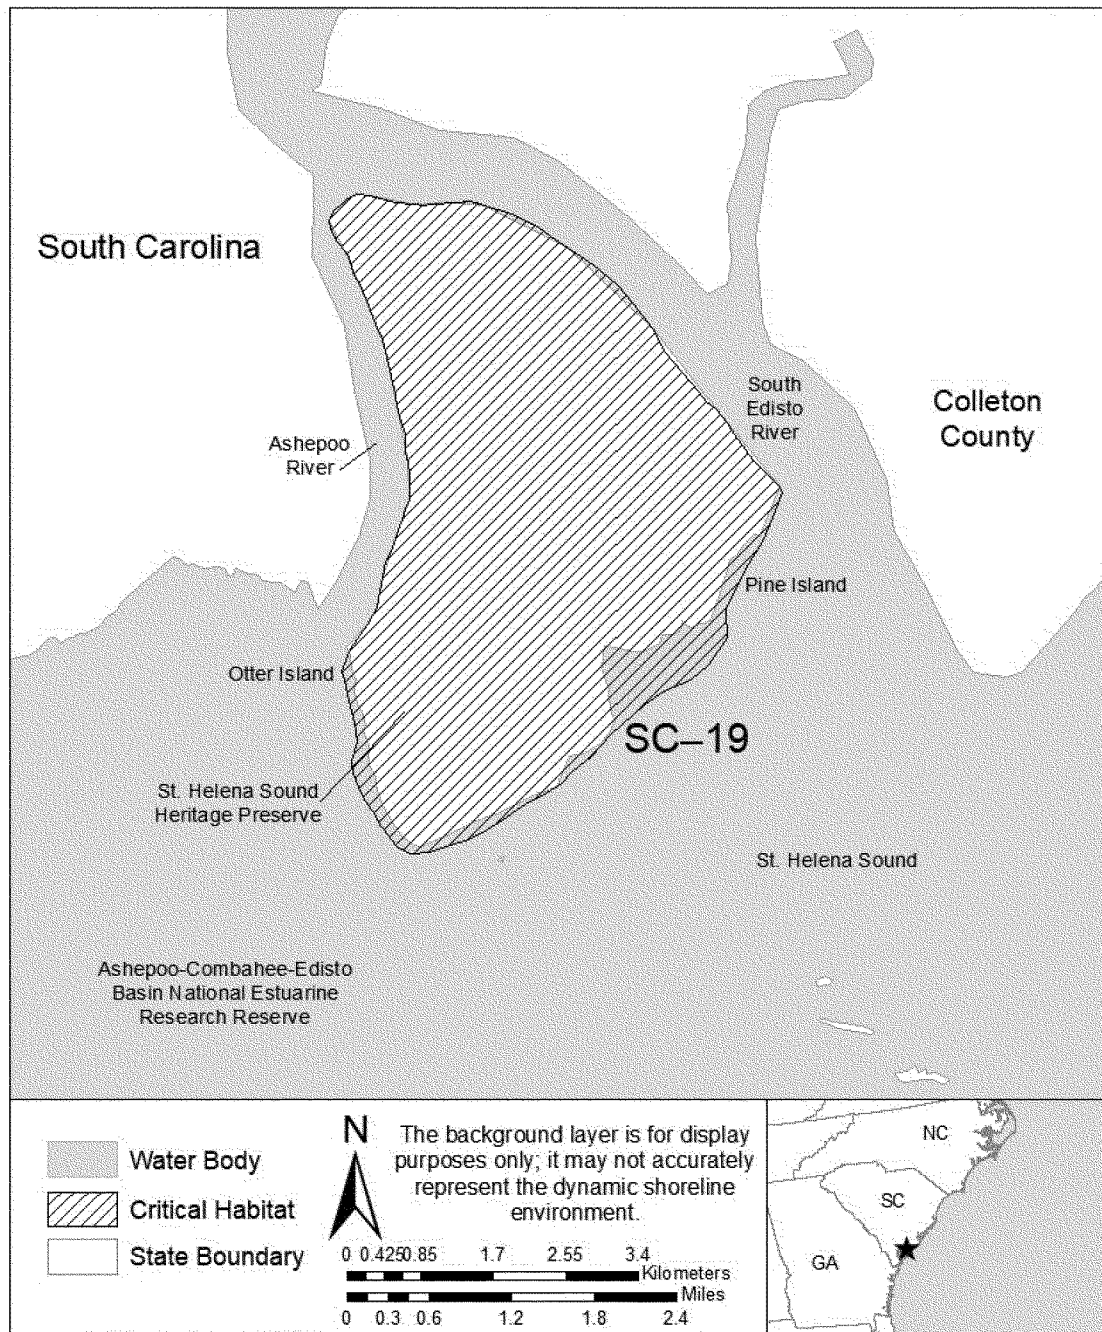 South Carolina
South
Edisto
River
Colleton
County
Ashepoo
River
Pine Island
Otter Island
SC–19
St. Helena Sound
Heritage Preserve
St. Helena Sound
Ashepoo-Combahee-Edisto
Basin National Estuarine
Research Reserve
Water Body
Critical Habitat
State Boundary
N
The background layer is for display
purposes only; it may not accurately
represent the dynamic shoreline
environment.
0 0.425 0.85 1.7 2.55 3.4
Kilometers
Miles
0 0.3 0.6 1.2 1.8 2.4
NC
SC
GA